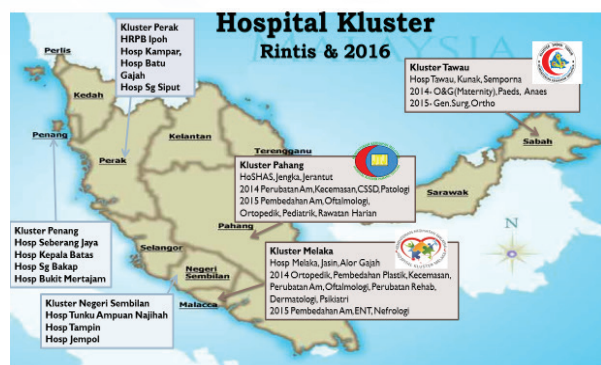 Hospital Kluster
Rintis & 2016
Kluster Perak
HRPB Ipoh
Hosp Kampar,
Hosp Batu
Gajah
Hosp Sg Siput
Kluster Tawau
Hosp Tawau, Kunak, Semporna
2014- O&G(Maternity),Paeds, Anaes
2015- Gen.Surg,Ortho
Perlis
Kedah
Penang
Perak
Kelantan
Terengganu
Sabah
Sarawak
Kluster Pahang
HoSHAS, Jengka, Jerantut
2014 Perubatan Am, Kecemasan, CSSD, Patologi
2015 Pembedahan Am, Oftalmologi,
Ortopedik, Pediatrik, Rawatan Harian
Pahang
N
Kluster Penang
Hosp Seberang Jaya
Hosp Kepala Batas
Hosp Sg Bakap
Hosp Bukit Mertajam
Selangor
Negeri
Sembilan
Malacca
Kluster Melaka
Hosp Melaka, Jasin, Alor Gajah
2014 Ortopedik, Pembedahan Plastik, Kecemasan,
Perubatan Am, Oftalmologi, Perubatan Rehab,
Dermatologi, Psikiatri
2015 Pembedahan Am, ENT, Nefrologi
Kluster Negeri Sembilan
Hosp Tunku Ampuan Najihah
Hosp Tampin
Hosp Jempol